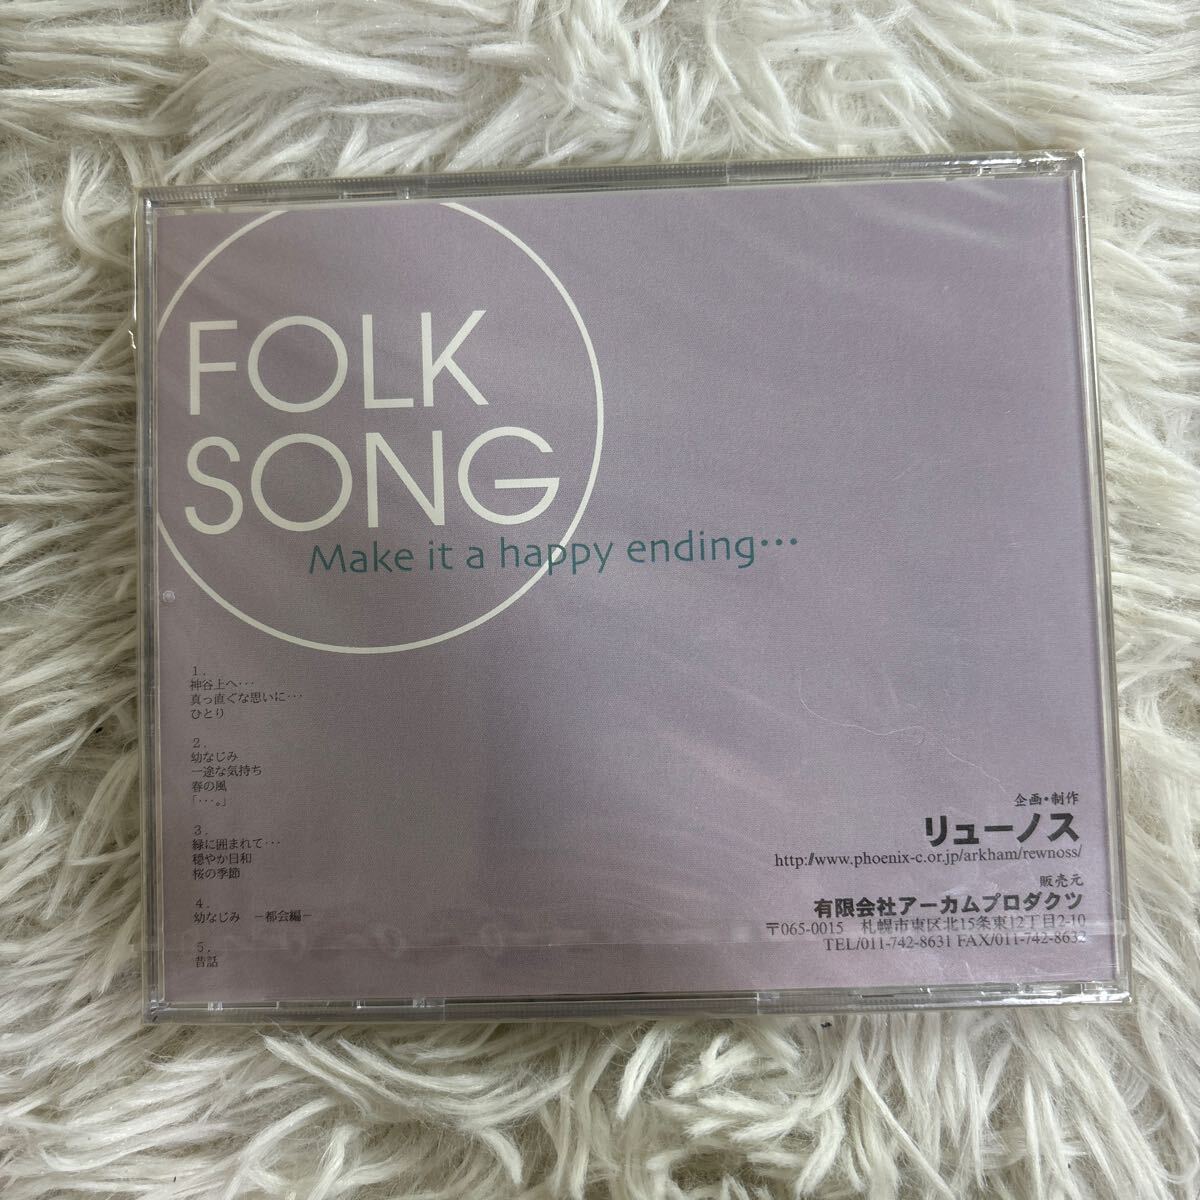 FOLK
SONG
Make it a happy ending･･･
1.
神谷上へ･･･
真っ直ぐな思いに･･･
ひとり
2.
幼なじみ
一途な気持ち
春の風
「･･･。」
3.
緑に囲まれて･･･
穏やか日和
桜の季節
4.
幼なじみ －都会編－
5.
昔話
企画・制作
リューノス
http://www.phoenix-c.or.jp/arkham/rewnoss/
販売元
有限会社アーカムプロダクツ
〒065-0015 札幌市東区北15条東12丁目2-10
TEL/011-742-8631 FAX/011-742-8632